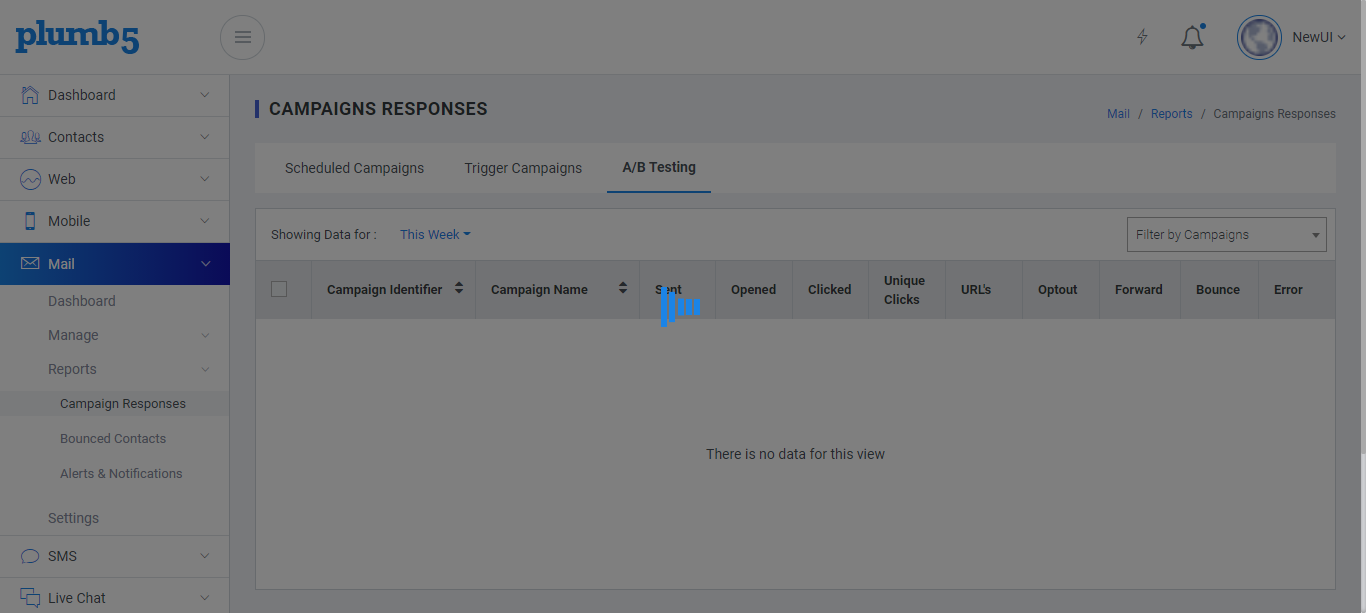 plumb5
NewUI
Dashboard
Contacts
Web
Mobile
Mail
Dashboard
Manage
Reports
Campaign Responses
Bounced Contacts
Alerts & Notifications
Settings
SMS
Live Chat
CAMPAIGNS RESPONSES
Mail / Reports / Campaigns Responses
Scheduled Campaigns Trigger Campaigns A/B Testing
Showing Data for : This Week Filter by Campaigns
Campaign Identifier Campaign Name Sent Opened Clicked Unique Clicks URL's Optout Forward Bounce Error
There is no data for this view